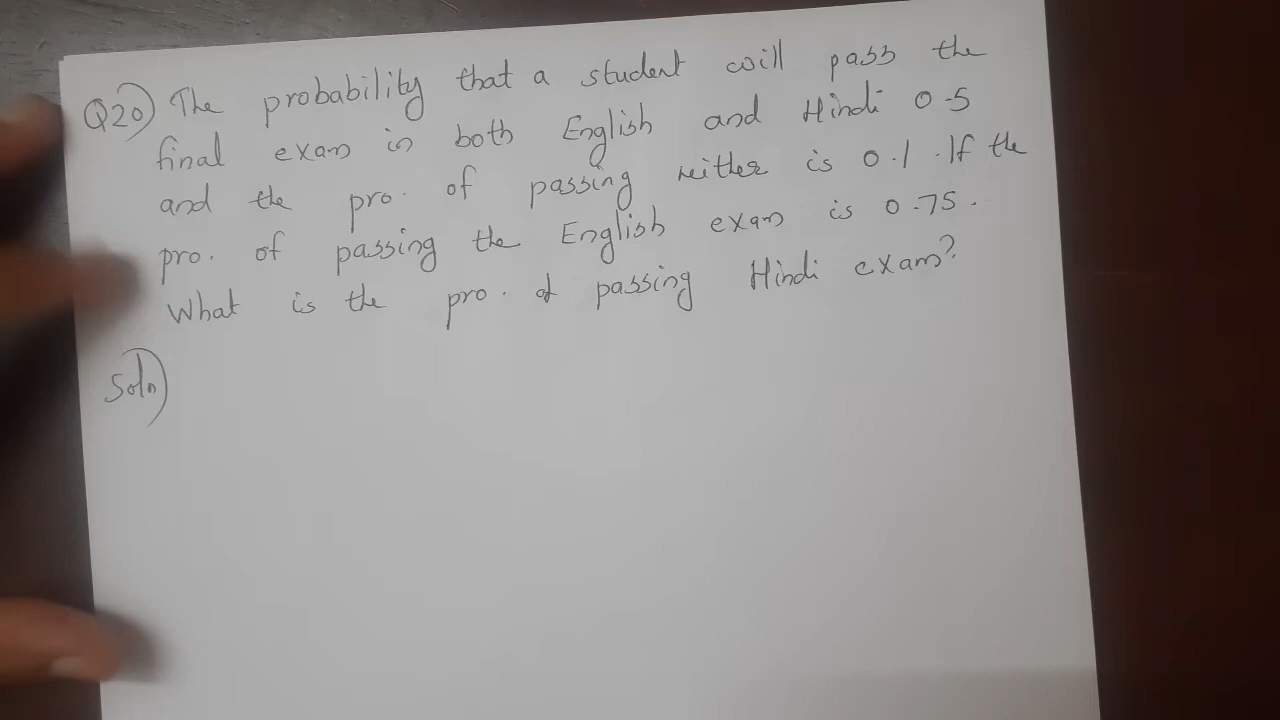 Q20) The probability that a student will pass the
final exam in both English and Hindi 0.5
and the pro. of passing neither is 0.1 . If the
pro. of passing the English exam is 0.75.
What is the pro. of passing Hindi exam?
Soln)